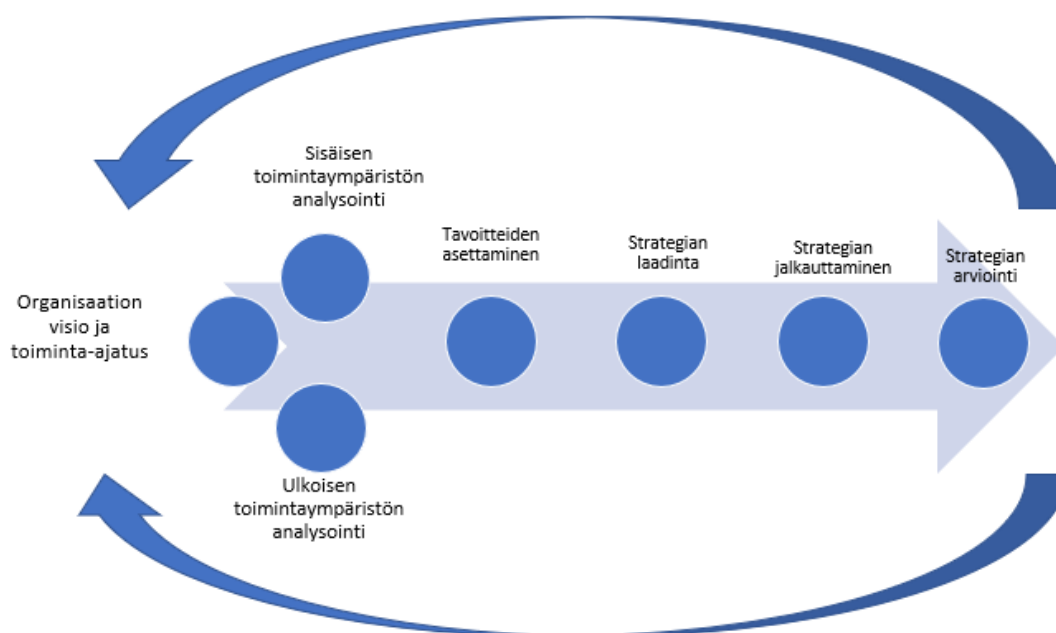 Organisaation
visio ja
toiminta-ajatus
Sisäisen
toimintaympäristön
analysointi
Ulkoisen
toimintaympäristön
analysointi
Tavoitteiden
asettaminen
Strategian
laadinta
Strategian
jalkauttaminen
Strategian
arviointi